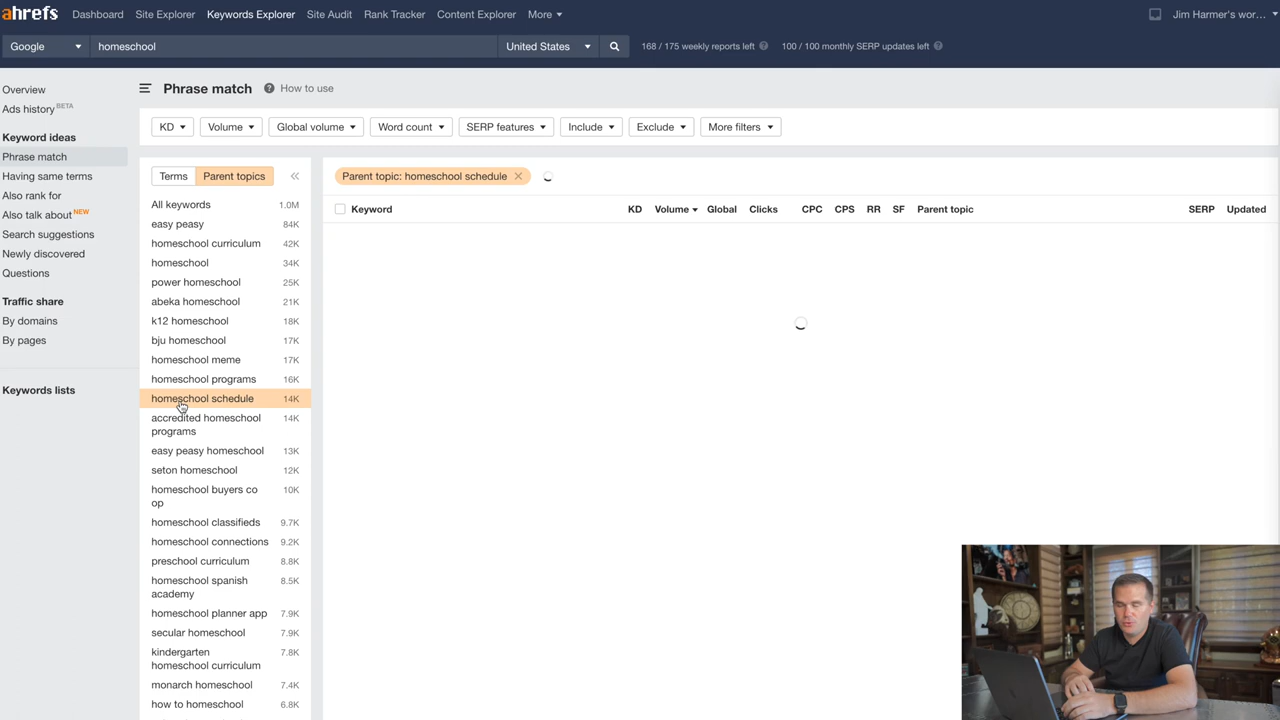 ahrefs Dashboard Site Explorer Keywords Explorer Site Audit Rank Tracker Content Explorer More Jim Harmer's wor...
Google homeschool United States 168 / 175 weekly reports left ? 100 / 100 monthly SERP updates left ?
Overview
Ads history BETA
Keyword ideas
Phrase match
Having same terms
Also rank for
Also talk about NEW
Search suggestions
Newly discovered
Questions
Traffic share
By domains
By pages
Keywords lists
Phrase match ? How to use
KD Volume Global volume Word count SERP features Include Exclude More filters
Terms Parent topics
All keywords 1.0M
easy peasy 84K
homeschool curriculum 42K
homeschool 34K
power homeschool 25K
abeka homeschool 21K
k12 homeschool 18K
bju homeschool 17K
homeschool meme 17K
homeschool programs 16K
homeschool schedule 14K
accredited homeschool 14K
programs
easy peasy homeschool 13K
seton homeschool 12K
homeschool buyers co 10K
op
homeschool classifieds 9.7K
homeschool connections 9.2K
preschool curriculum 8.8K
homeschool spanish 8.5K
academy
homeschool planner app 7.9K
secular homeschool 7.9K
kindergarten 7.8K
homeschool curriculum
monarch homeschool 7.4K
how to homeschool 6.8K
Parent topic: homeschool schedule
Keyword KD Volume Global Clicks CPC CPS RR SF Parent topic SERP Updated